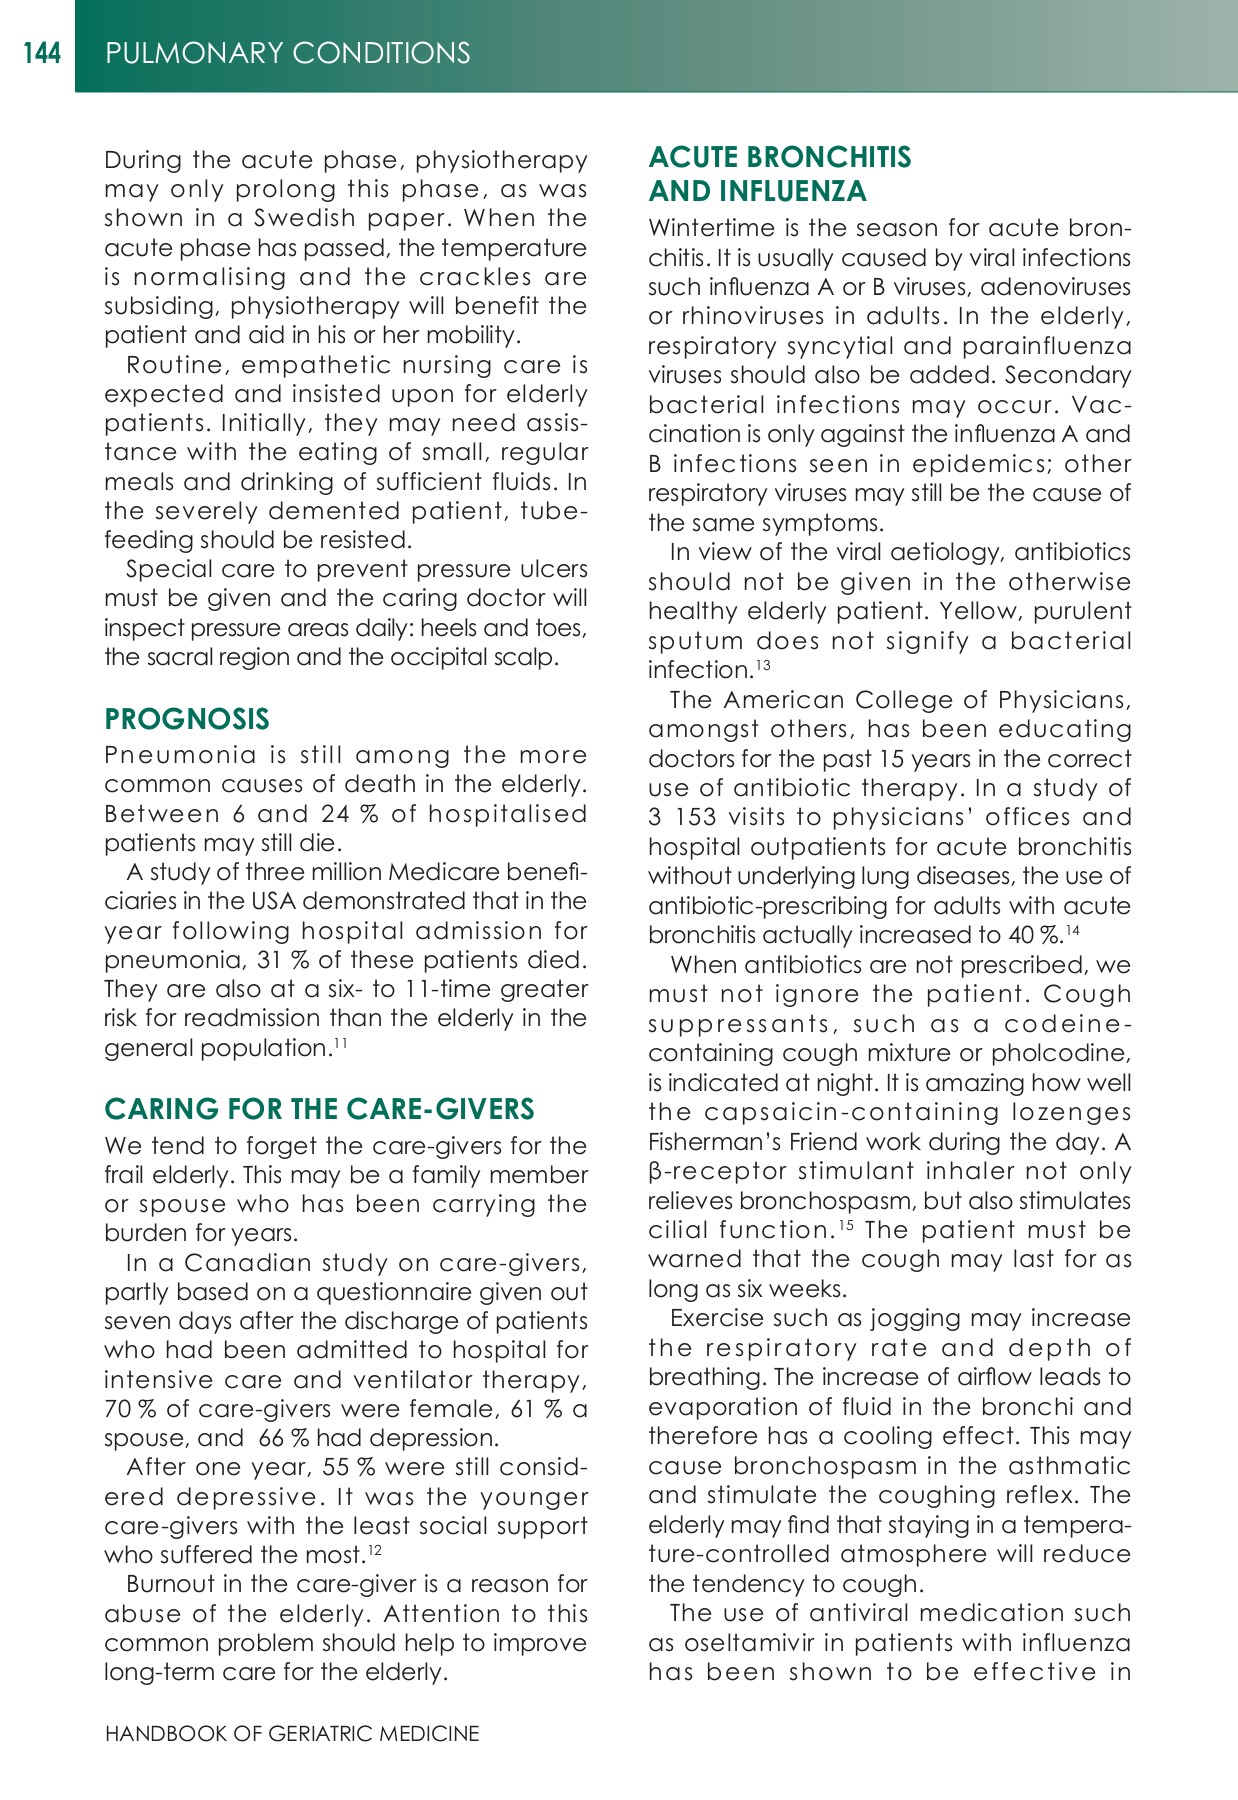 144
PULMONARY CONDITIONS
During the acute phase, physiotherapy
may only prolong this phase, as was
shown in a Swedish paper. When the
acute phase has passed, the temperature
is normalising and the crackles are
subsiding, physiotherapy will benefit the
patient and aid in his or her mobility.
Routine, empathetic nursing care is
expected and insisted upon for elderly
patients. Initially, they may need assis-
tance with the eating of small, regular
meals and drinking of sufficient fluids. In
the severely demented patient, tube-
feeding should be resisted.
Special care to prevent pressure ulcers
must be given and the caring doctor will
inspect pressure areas daily: heels and toes,
the sacral region and the occipital scalp.
PROGNOSIS
Pneumonia is still among the more
common causes of death in the elderly.
Between 6 and 24 % of hospitalised
patients may still die.
A study of three million Medicare benefi-
ciaries in the USA demonstrated that in the
year following hospital admission for
pneumonia, 31 % of these patients died.
They are also at a six- to 11-time greater
risk for readmission than the elderly in the
general population.11
CARING FOR THE CARE-GIVERS
We tend to forget the care-givers for the
frail elderly. This may be a family member
or spouse who has been carrying the
burden for years.
In a Canadian study on care-givers,
partly based on a questionnaire given out
seven days after the discharge of patients
who had been admitted to hospital for
intensive care and ventilator therapy,
70 % of care-givers were female, 61 % a
spouse, and 66 % had depression.
After one year, 55 % were still consid-
ered depressive. It was the younger
care-givers with the least social support
who suffered the most.12
Burnout in the care-giver is a reason for
abuse of the elderly. Attention to this
common problem should help to improve
long-term care for the elderly.
ACUTE BRONCHITIS
AND INFLUENZA
Wintertime is the season for acute bron-
chitis. It is usually caused by viral infections
such influenza A or B viruses, adenoviruses
or rhinoviruses in adults. In the elderly,
respiratory syncytial and parainfluenza
viruses should also be added. Secondary
bacterial infections may occur. Vac-
cination is only against the influenza A and
B infections seen in epidemics; other
respiratory viruses may still be the cause of
the same symptoms.
In view of the viral aetiology, antibiotics
should not be given in the otherwise
healthy elderly patient. Yellow, purulent
sputum does not signify a bacterial
infection.13
The American College of Physicians,
amongst others, has been educating
doctors for the past 15 years in the correct
use of antibiotic therapy. In a study of
3 153 visits to physicians’ offices and
hospital outpatients for acute bronchitis
without underlying lung diseases, the use of
antibiotic-prescribing for adults with acute
bronchitis actually increased to 40 %.14
When antibiotics are not prescribed, we
must not ignore the patient. Cough
suppressants, such as a codeine-
containing cough mixture or pholcodine,
is indicated at night. It is amazing how well
the capsaicin-containing lozenges
Fisherman’s Friend work during the day. A
β-receptor stimulant inhaler not only
relieves bronchospasm, but also stimulates
cilial function.15 The patient must be
warned that the cough may last for as
long as six weeks.
Exercise such as jogging may increase
the respiratory rate and depth of
breathing. The increase of airflow leads to
evaporation of fluid in the bronchi and
therefore has a cooling effect. This may
cause bronchospasm in the asthmatic
and stimulate the coughing reflex. The
elderly may find that staying in a tempera-
ture-controlled atmosphere will reduce
the tendency to cough.
The use of antiviral medication such
as oseltamivir in patients with influenza
has been shown to be effective in
HANDBOOK OF GERIATRIC MEDICINE